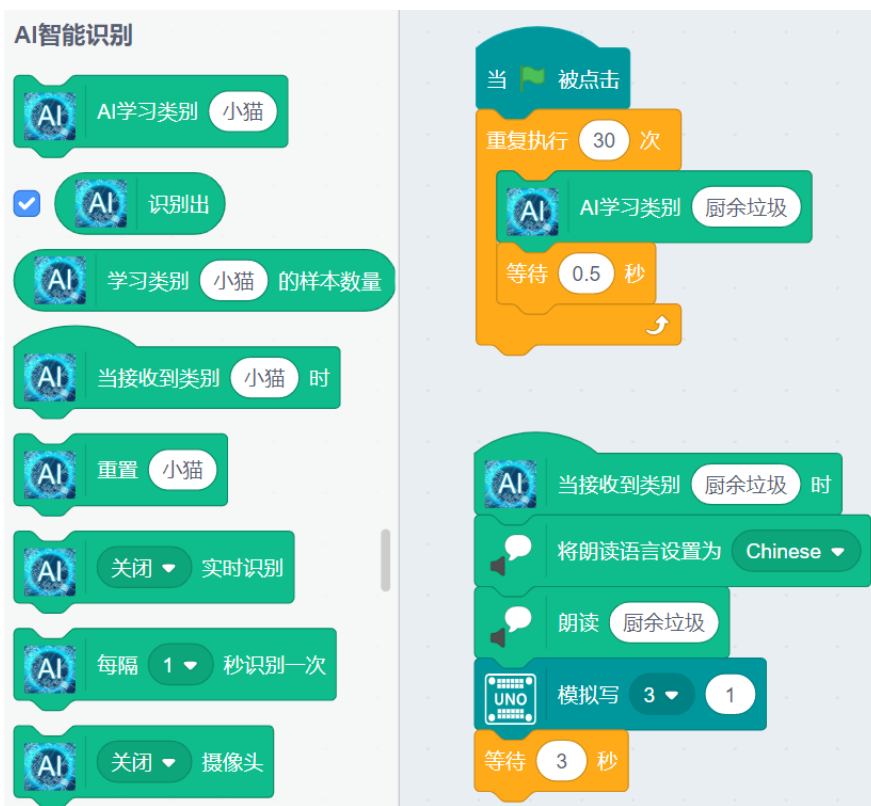 AI智能识别
AI AI学习类别 小猫
AI 识别出
AI 学习类别 小猫 的样本数量
AI 当接收到类别 小猫 时
AI 重置 小猫
AI 关闭 实时识别
AI 每隔 1 秒识别一次
AI 关闭 摄像头
当 被点击
重复执行 30 次
AI AI学习类别 厨余垃圾
等待 0.5 秒
AI 当接收到类别 厨余垃圾 时
将朗读语言设置为 Chinese
朗读 厨余垃圾
UNO 模拟写 3 1
等待 3 秒